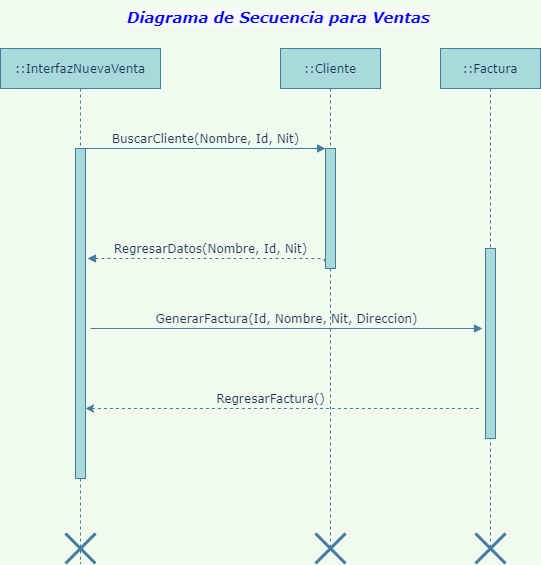 Diagrama de Secuencia para Ventas
::InterfazNuevaVenta
::Cliente
::Factura
BuscarCliente(Nombre, Id, Nit)
RegresarDatos(Nombre, Id, Nit)
GenerarFactura(Id, Nombre, Nit, Direccion)
RegresarFactura()